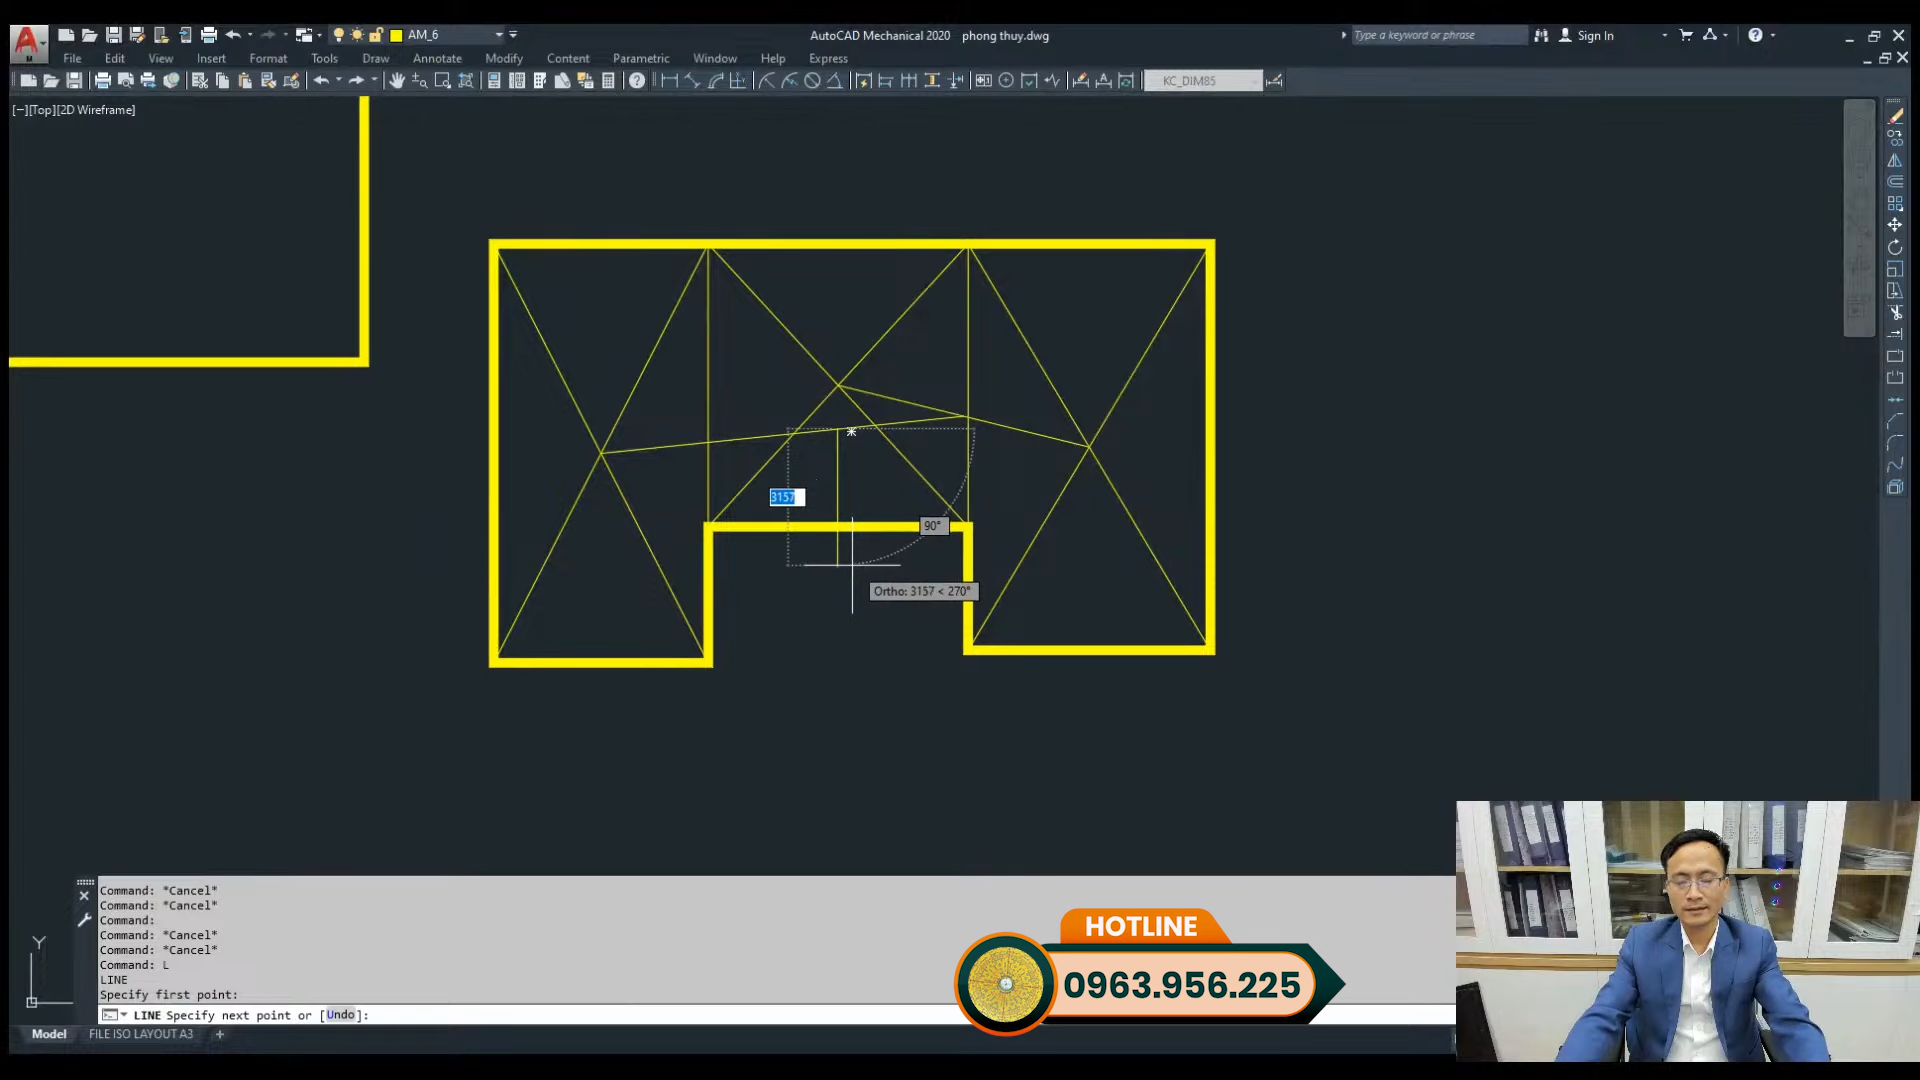 AM_6
AutoCAD Mechanical 2020 phong thuy.dwg
Type a keyword or phrase
Sign In
File Edit View Insert Format Tools Draw Annotate Modify Content Parametric Window Help Express
KC_DIM85
[−][Top][2D Wireframe]
3157
90°
Ortho: 3157 < 270°
Command: *Cancel*
Command: *Cancel*
Command:
Command: *Cancel*
Command: *Cancel*
Command: L
LINE
Specify first point:
LINE Specify next point or [Undo]:
Y
Model FILE ISO LAYOUT A3 +
HOTLINE
0963.956.225